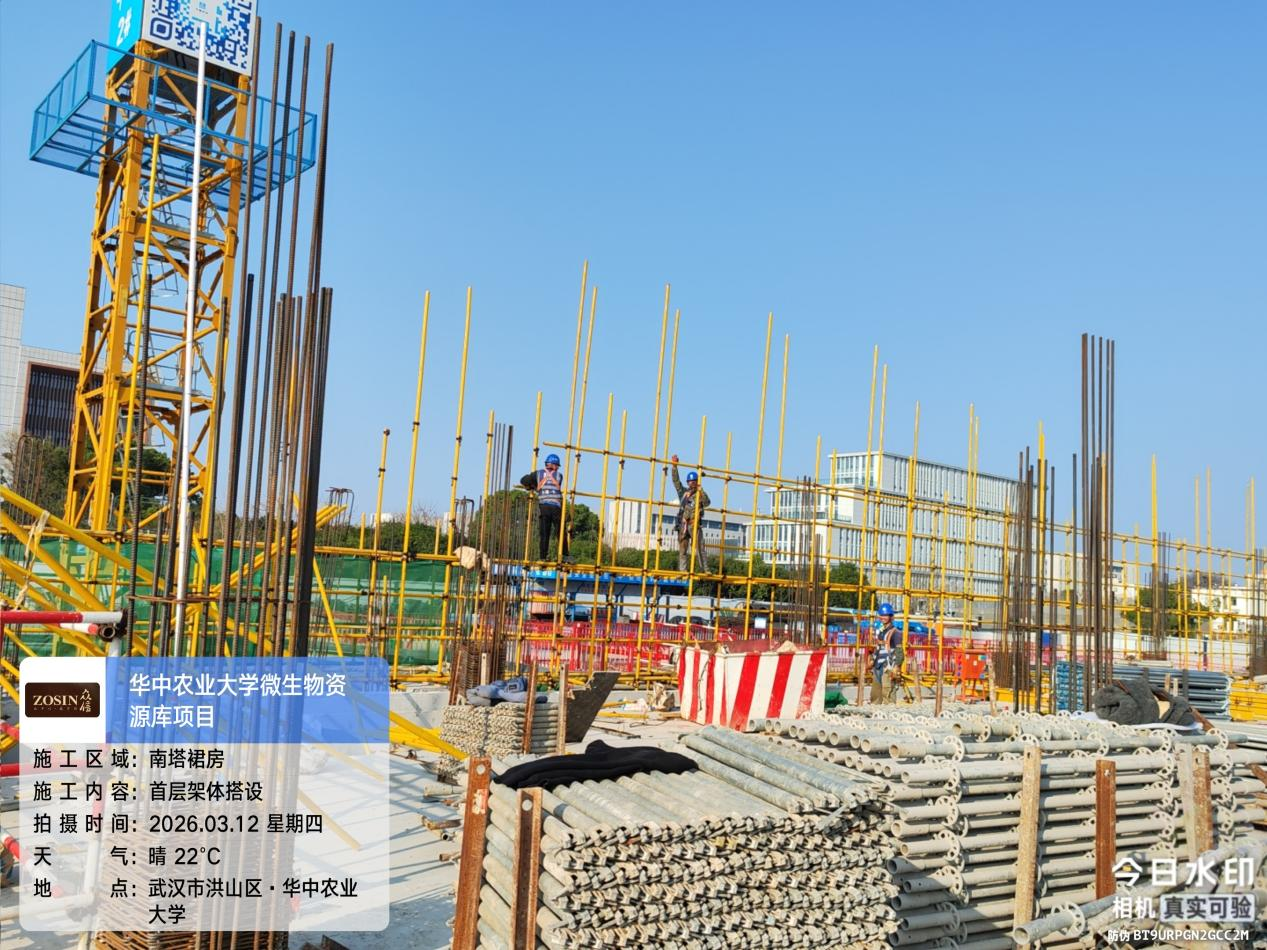 2#
ZOSIN 众信
华中农业大学微生物资
源库项目
施工区域：南塔裙房
施工内容：首层架体搭设
拍摄时间：2026.03.12 星期四
天气：晴 22℃
地点：武汉市洪山区·华中农业
大学
今日水印
相机 真实可验
防伪 BT9URPGN2GCC2M